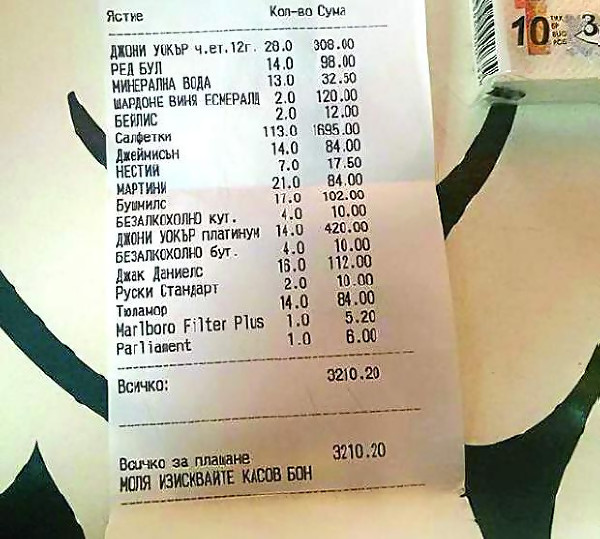 Ястие Кол-во Сума
ДЖОНИ УОКЪР ч.ет.12г. 28.0 308.00
РЕД БУЛ 14.0 98.00
МИНЕРАЛНА ВОДА 13.0 32.50
ШАРДОНЕ ВИНЯ ЕСМЕРАЛД 2.0 120.00
БЕЙЛИС 2.0 12.00
Салфетки 113.0 1695.00
Джеймисън 14.0 84.00
НЕСТИЙ 7.0 17.50
МАРТИНИ 21.0 84.00
Бушмилс 17.0 102.00
БЕЗАЛКОХОЛНО кут. 4.0 10.00
ДЖОНИ УОКЪР платинум 14.0 420.00
БЕЗАЛКОХОЛНО бут. 4.0 10.00
Джак Даниелс 16.0 112.00
Руски Стандарт 2.0 10.00
Тюламор 14.0 84.00
Marlboro Filter Plus 1.0 5.20
Parliament 1.0 6.00
Всичко: 3210.20
Всичко за плащане 3210.20
МОЛЯ ИЗИСКВАЙТЕ КАСОВ БОН
10